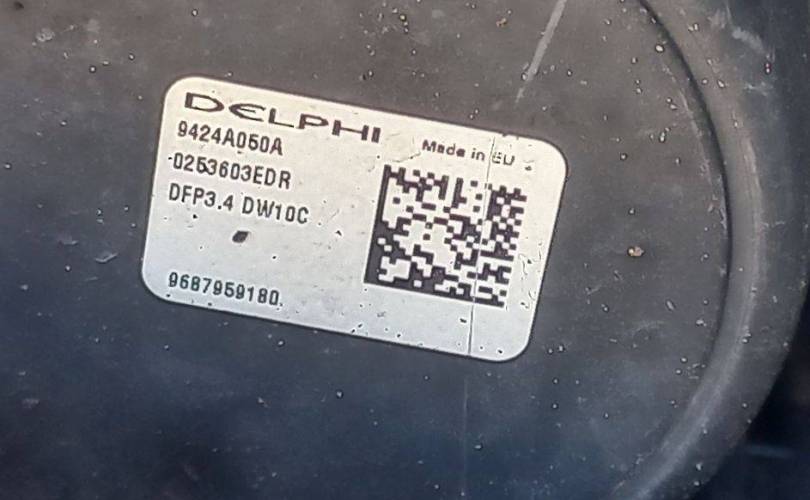 DELPHI
Made in EU
9424A050A
0253603EDR
DFP3.4 DW10C
9687959180